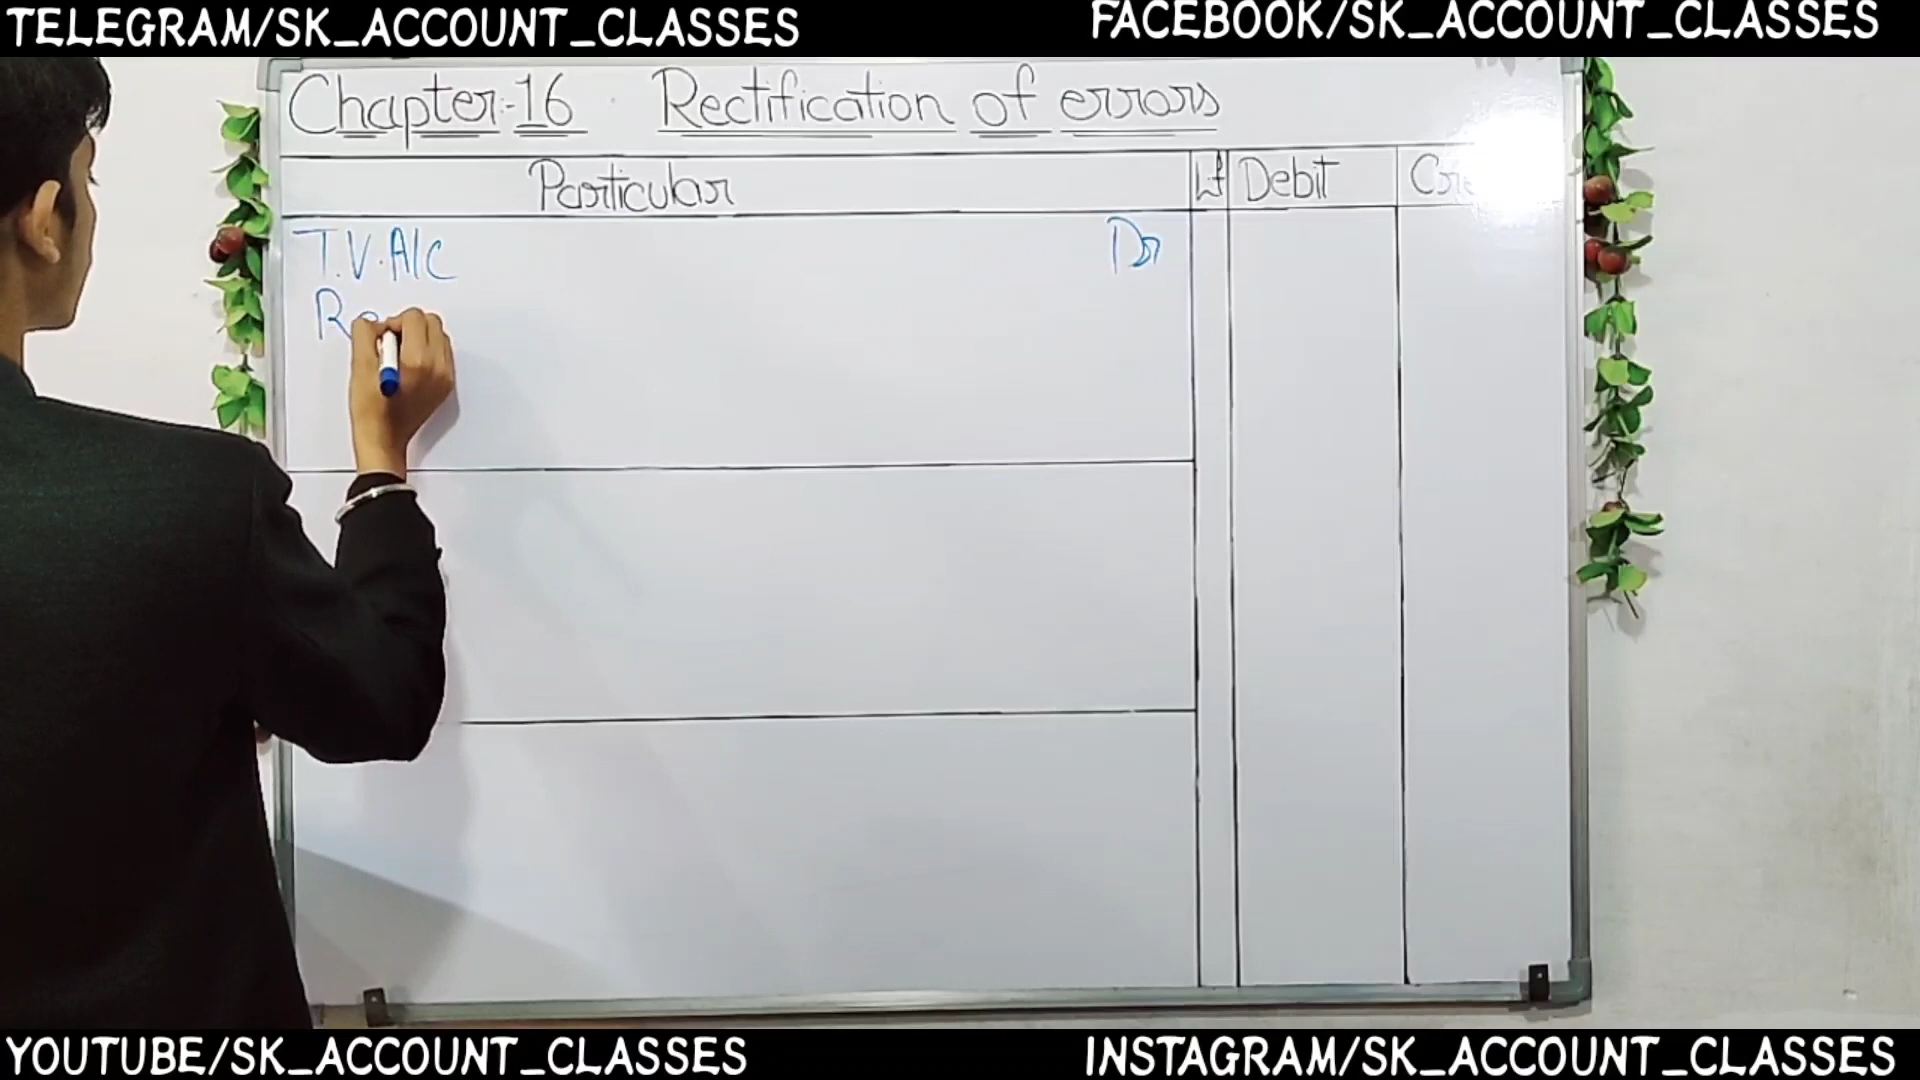 TELEGRAM/SK_ACCOUNT_CLASSES
FACEBOOK/SK_ACCOUNT_CLASSES
Chapter:-16 Rectification of errors
Particular Lf Debit
T.V. A/c Dr
YOUTUBE/SK_ACCOUNT_CLASSES
INSTAGRAM/SK_ACCOUNT_CLASSES